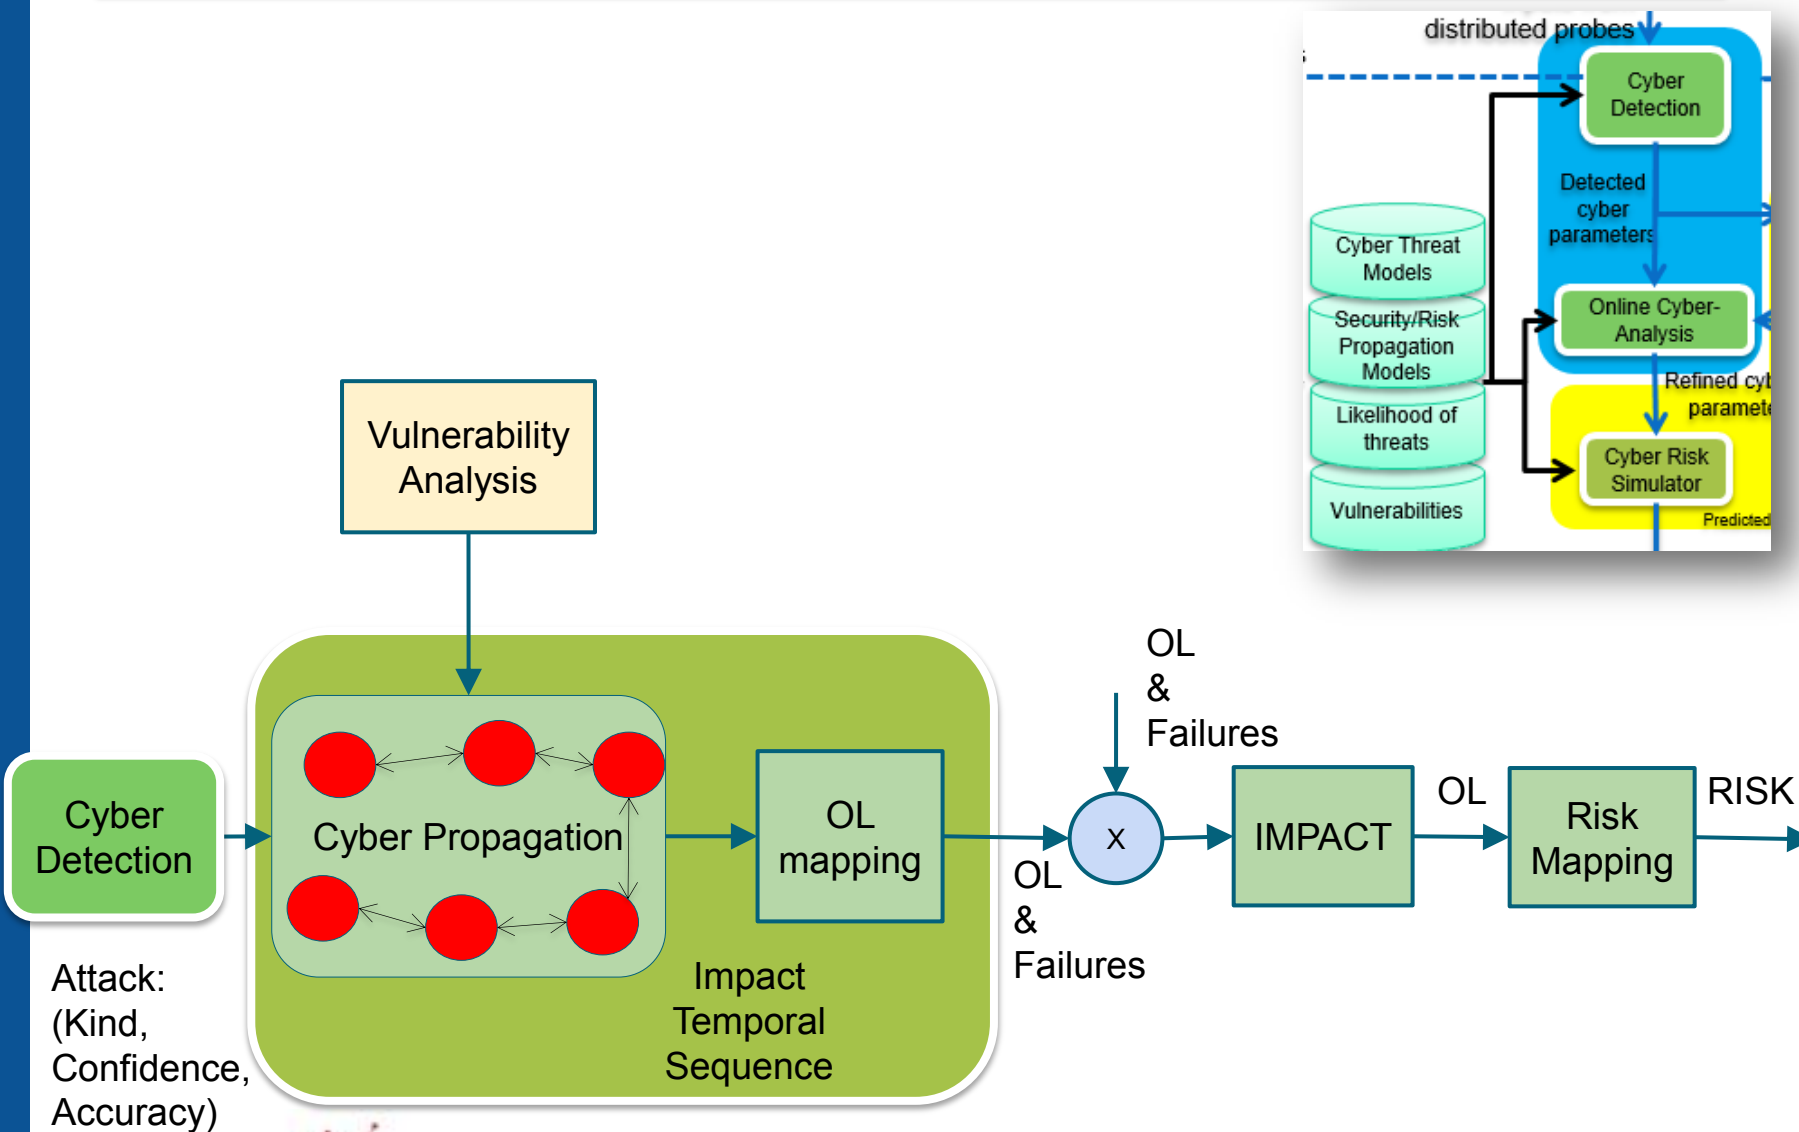 distributed probes
Cyber
Detection
Detected
cyber
parameters
Cyber Threat
Models
Security/Risk
Propagation
Models
Likelihood of
threats
Vulnerabilities
Online Cyber-
Analysis
Refined
Cyber Risk
Simulator
Predicted
Vulnerability
Analysis
OL
&
Failures
Cyber
Detection
Cyber Propagation
OL
mapping
X
IMPACT
OL
Risk
Mapping
RISK
OL
&
Failures
Impact
Temporal
Sequence
Attack:
(Kind,
Confidence,
Accuracy)